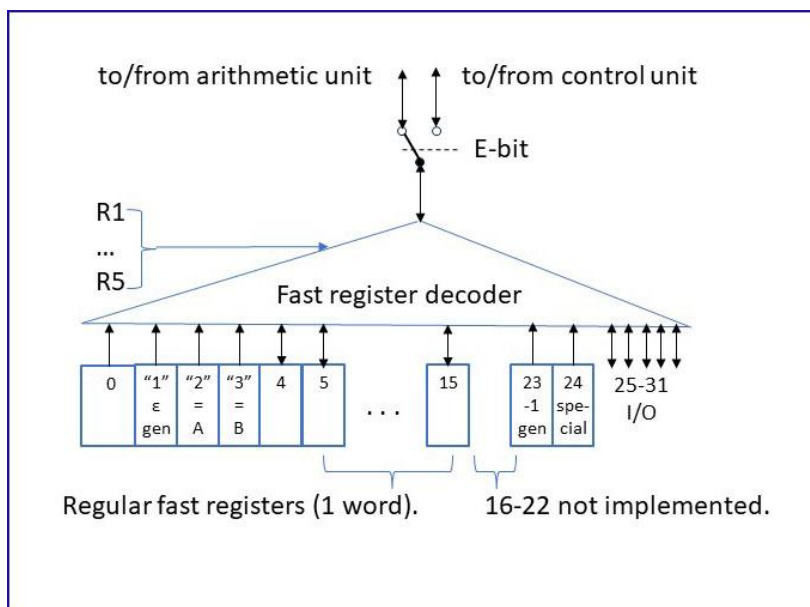 to/from arithmetic unit to/from control unit
E-bit
R1
...
R5
Fast register decoder
0 "1" ε gen "2" = A "3" = B 4 5 . . . 15 23 -1 gen 24 spe- cial 25-31 I/O
Regular fast registers (1 word). 16-22 not implemented.